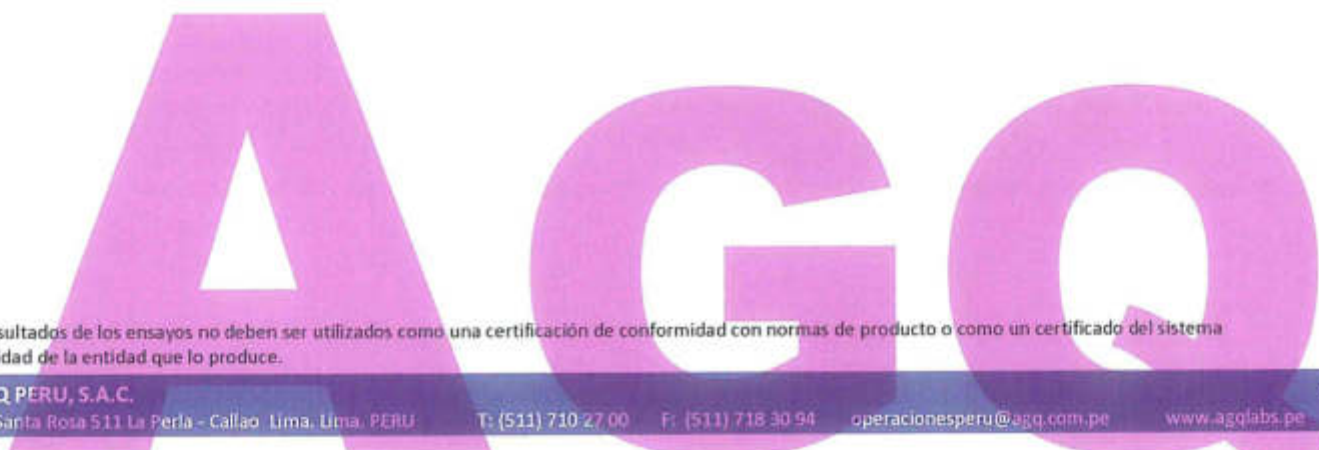 AGQ
sultados de los ensayos no deben ser utilizados como una certificación de conformidad con normas de producto o como un certificado del sistema
idad de la entidad que lo produce.
Q PERU, S.A.C.
Santa Rosa 511 La Perla - Callao Lima. Lima. PERU T: (511) 710 27 00 F: (511) 718 30 94 operacionesperu@agq.com.pe www.agqlabs.pe